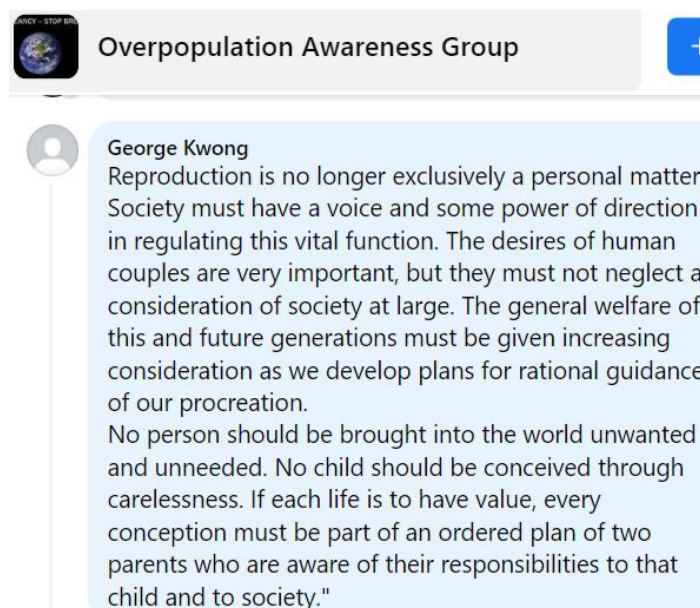 ANCY – STOP BRE
Overpopulation Awareness Group
George Kwong
Reproduction is no longer exclusively a personal matter
Society must have a voice and some power of direction
in regulating this vital function. The desires of human
couples are very important, but they must not neglect a
consideration of society at large. The general welfare of
this and future generations must be given increasing
consideration as we develop plans for rational guidance
of our procreation.
No person should be brought into the world unwanted
and unneeded. No child should be conceived through
carelessness. If each life is to have value, every
conception must be part of an ordered plan of two
parents who are aware of their responsibilities to that
child and to society."